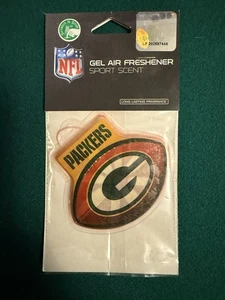 NFL
GEL AIR FRESHENER
SPORT SCENT
LONG LASTING FRAGRANCE
PACKERS
G